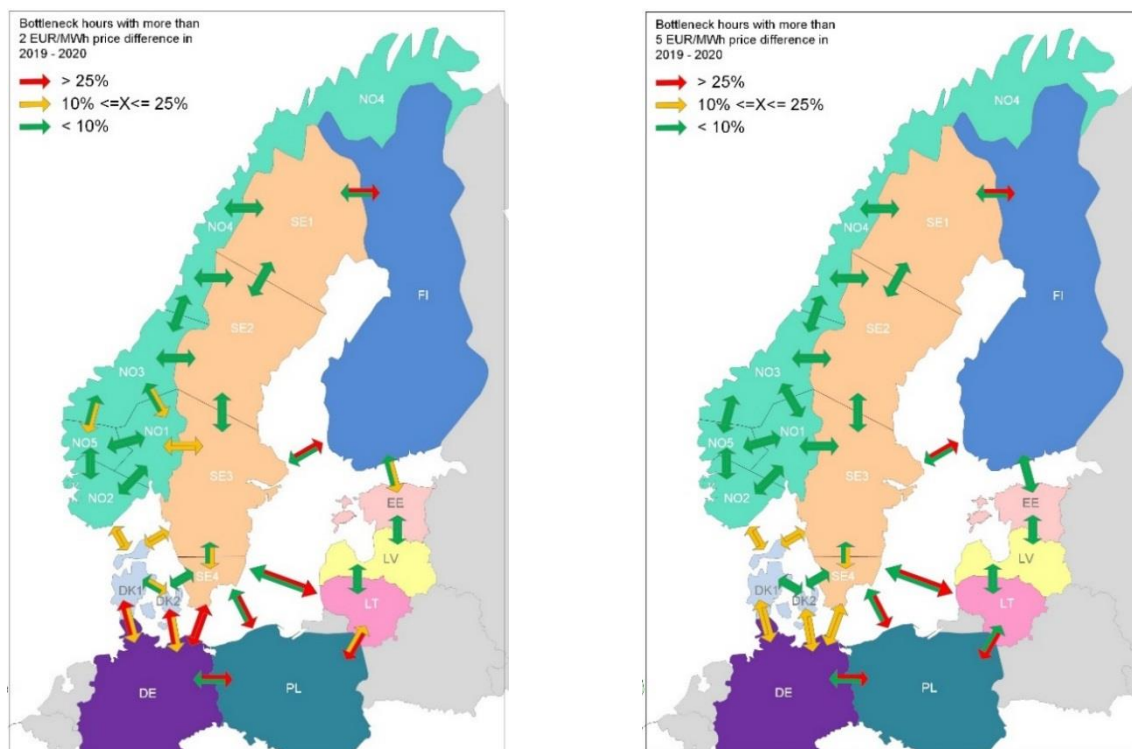 Bottleneck hours with more than
2 EUR/MWh price difference in
2019 - 2020
> 25%
10% <=X<= 25%
< 10%
NO4
NO4
SE1
FI
SE2
NO3
NO1
NO5
SE3
NO2
EE
LV
SE4
DK1
DK2
LT
DE
PL
Bottleneck hours with more than
5 EUR/MWh price difference in
2019 - 2020
> 25%
10% <=X<= 25%
< 10%
NO4
NO4
SE1
FI
SE2
NO3
NO1
NO5
SE3
NO2
EE
LV
SE4
DK1
DK2
LT
DE
PL